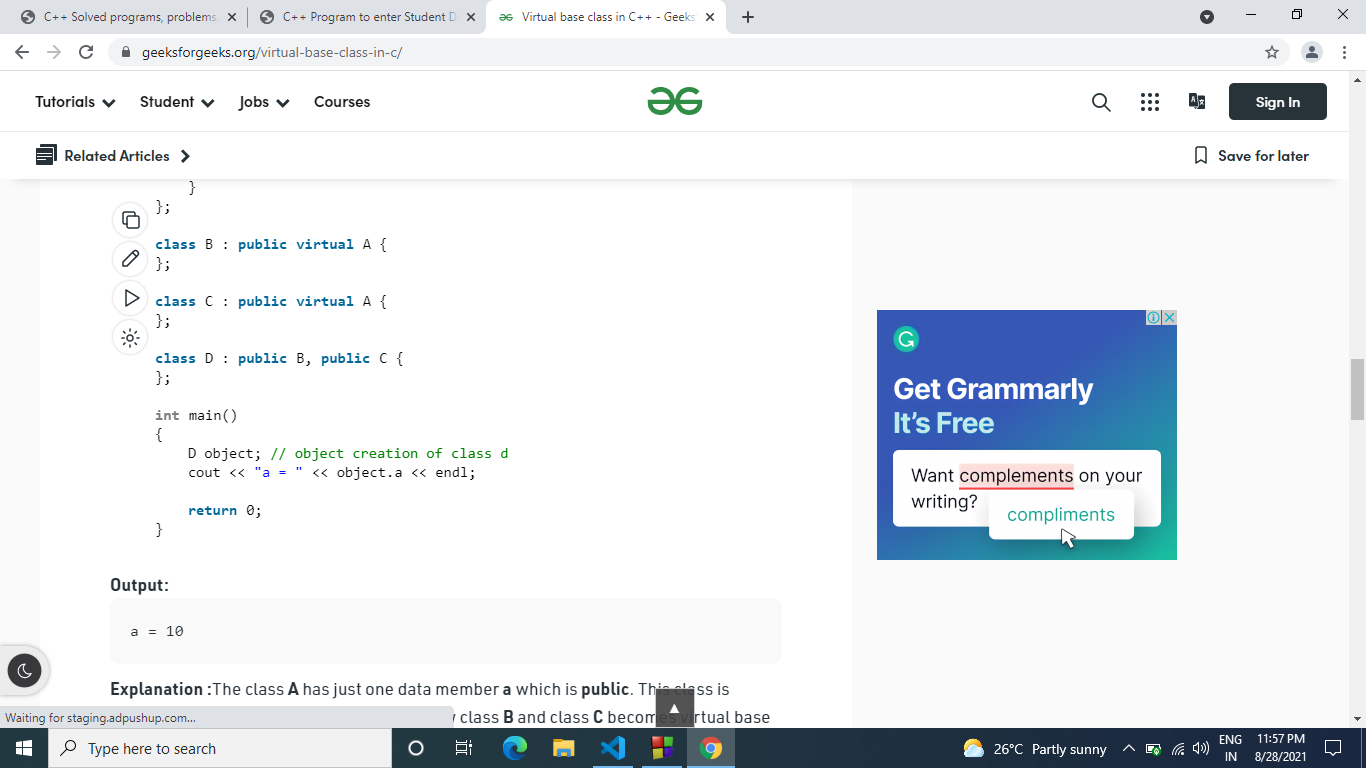 C++ Solved programs, problems
C++ Program to enter Student D
Virtual base class in C++ - Geeks
geeksforgeeks.org/virtual-base-class-in-c/
Tutorials
Student
Jobs
Courses
Sign In
Related Articles
Save for later
}
};
class B : public virtual A {
};
class C : public virtual A {
};
class D : public B, public C {
};
int main()
{
D object; // object creation of class d
cout << "a = " << object.a << endl;
return 0;
}
Output:
a = 10
Explanation :The class A has just one data member a which is public. This class is
class B and class C becomes virtual base
Get Grammarly
It's Free
Want complements on your
writing?
compliments
Waiting for staging.adpushup.com...
Type here to search
26°C Partly sunny
ENG
IN
11:57 PM
8/28/2021